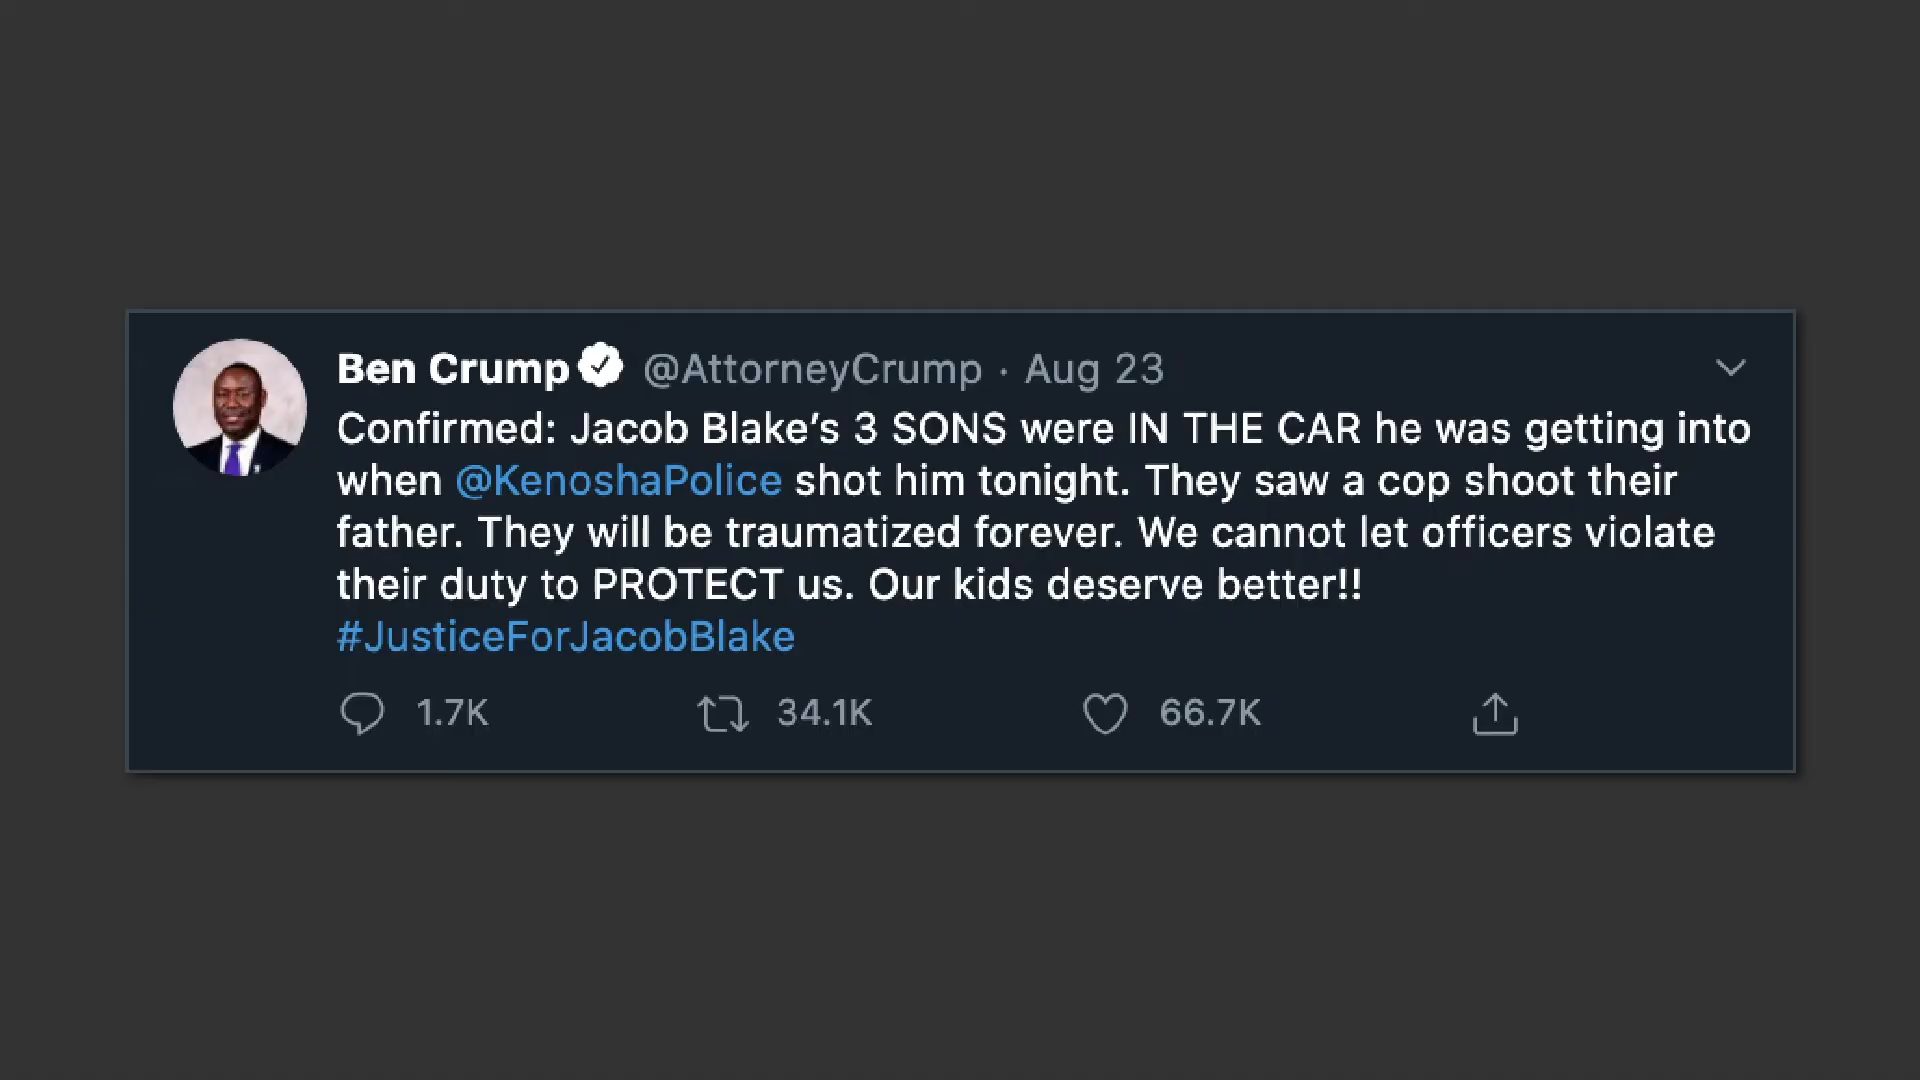 Ben Crump @AttorneyCrump · Aug 23
Confirmed: Jacob Blake’s 3 SONS were IN THE CAR he was getting into
when @KenoshaPolice shot him tonight. They saw a cop shoot their
father. They will be traumatized forever. We cannot let officers violate
their duty to PROTECT us. Our kids deserve better!!
#JusticeForJacobBlake
1.7K 34.1K 66.7K